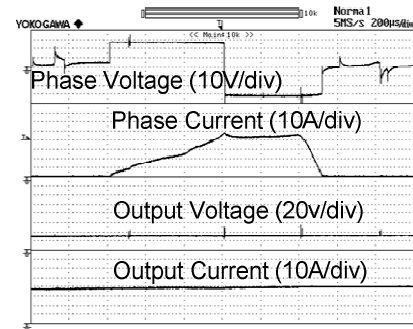 10k
Normal
YOKOGAWA ◆
5MS/s 200µs/div
<< Main:10k >>
Phase Voltage (10V/div)
Phase Current (10A/div)
Output Voltage (20v/div)
Output Current (10A/div)